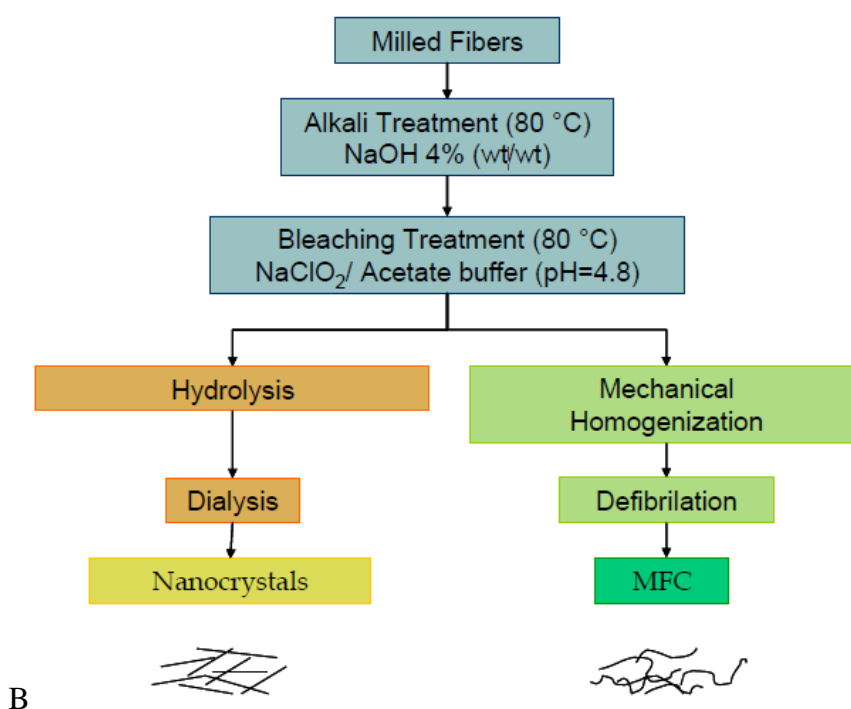 Milled Fibers
Alkali Treatment (80 °C)
NaOH 4% (wt/wt)
Bleaching Treatment (80 °C)
NaClO₂/ Acetate buffer (pH=4.8)
Hydrolysis
Mechanical
Homogenization
Dialysis
Defibrilation
Nanocrystals
MFC
B